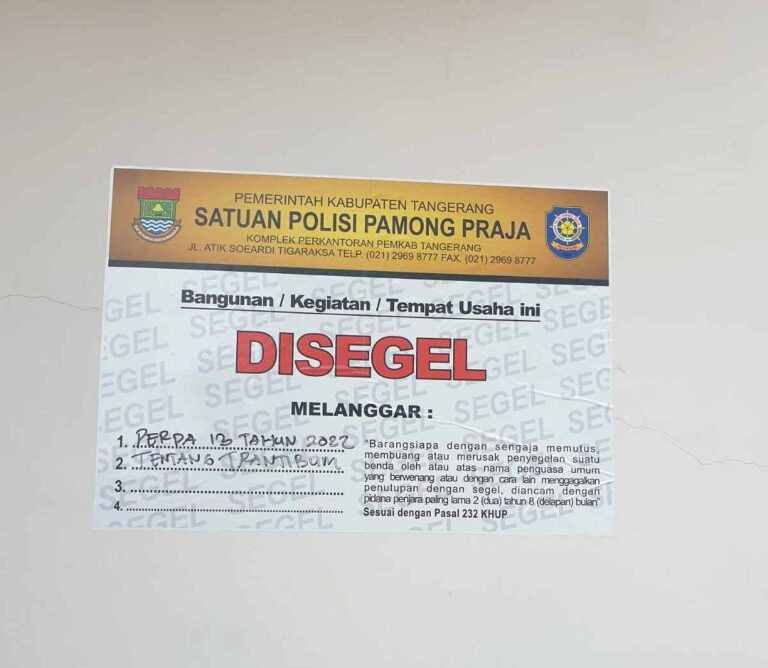 PEMERINTAH KABUPATEN TANGERANG
SATUAN POLISI PAMONG PRAJA
KOMPLEK PERKANTORAN PEMKAB TANGERANG
JL. ATIK SOEARDI TIGARAKSA TELP. (021) 2969 8777 FAX. (021) 2969 8777
Bangunan / Kegiatan / Tempat Usaha ini
DISEGEL
MELANGGAR :
1. PERDA 13 TAHUN 2022
2. TENTANG TRANTIBUM
3.
4.
"Barangsiapa dengan sengaja memutus,
membuang atau merusak penyegelan suatu
benda oleh atau atas nama penguasa umum
yang berwenang atau dengan cara lain menggagalkan
penutupan dengan segel, diancam dengan
pidana penjara paling lama 2 (dua) tahun 8 (delapan) bulan"
Sesuai dengan Pasal 232 KHUP